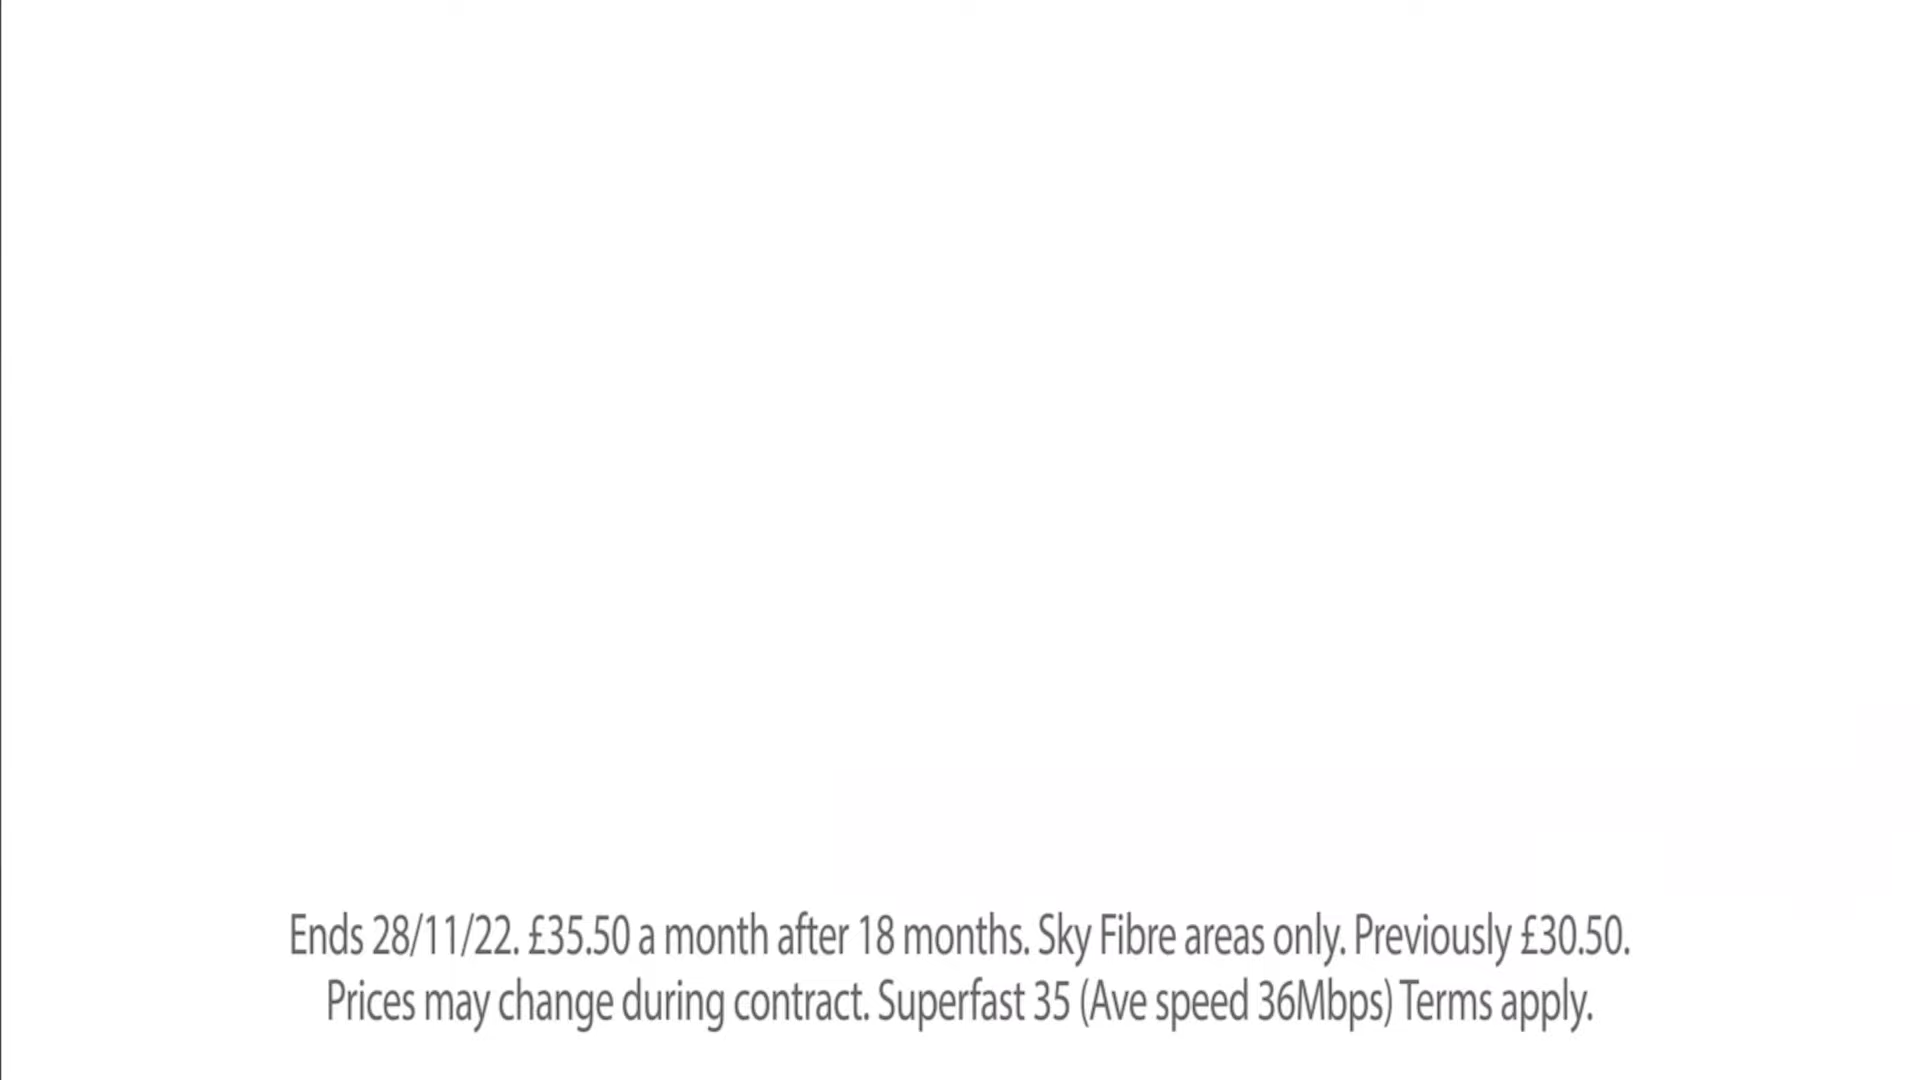 Ends 28/11/22. £35.50 a month after 18 months. Sky Fibre areas only. Previously £30.50.
Prices may change during contract. Superfast 35 (Ave speed 36Mbps) Terms apply.